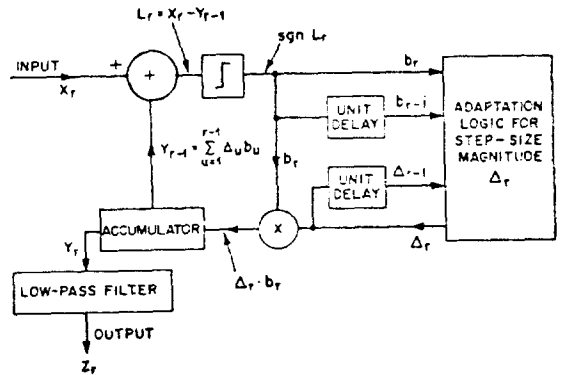 L_r = X_r − Y_{r−1}
sgn L_r
INPUT
X_r
+
+
b_r
UNIT
DELAY
b_{r−i}
ADAPTATION
LOGIC FOR
STEP-SIZE
MAGNITUDE
Δ_r
Y_{r−1} = \sum_{u=1}^{r−1} Δ_u b_u
b_r
UNIT
DELAY
Δ_{r−1}
ACCUMULATOR
X
Δ_r
Y_r
Δ_r · b_r
LOW-PASS FILTER
OUTPUT
Z_r